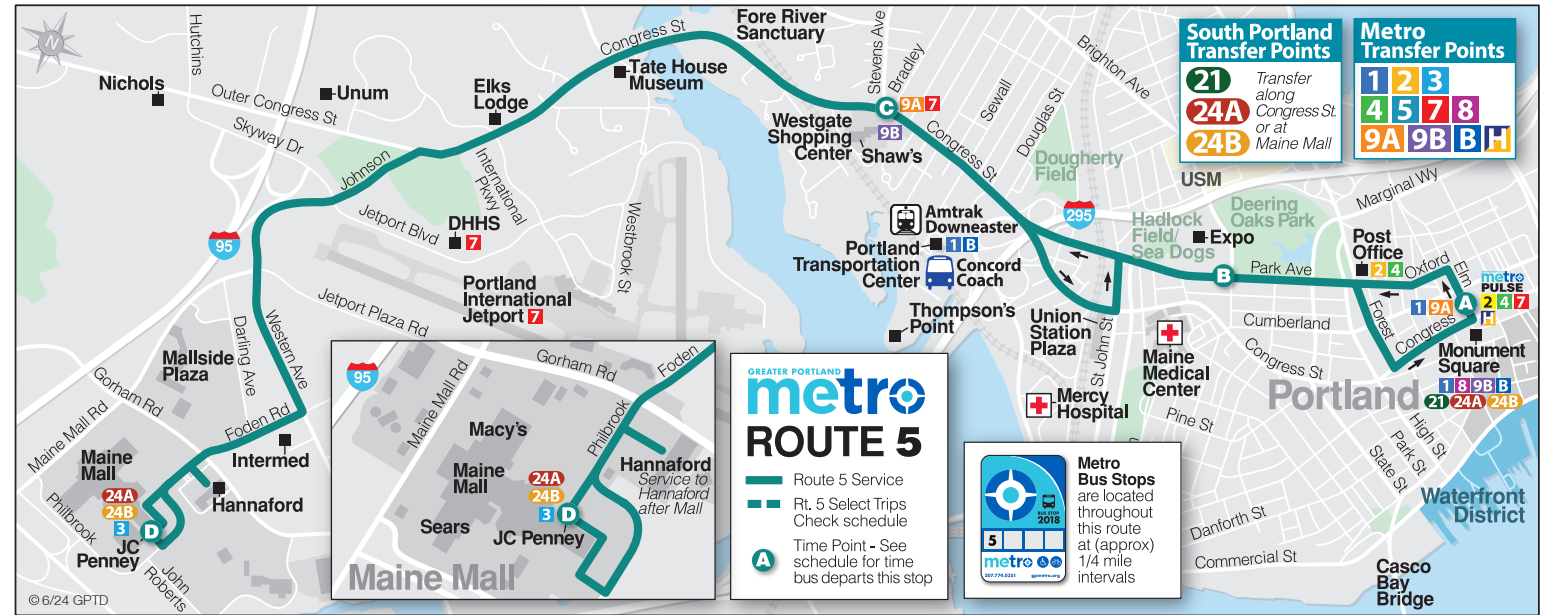 Hutchins
Nichols
Unum
Outer Congress St
Skyway Dr
Elks
Lodge
Congress St
Tate House
Museum
Fore River
Sanctuary
Stevens Ave
Bradley
C
9A 7
9B
Westgate
Shopping
Center
Shaw's
Congress St
Sewall
Douglas St
Brighton Ave
Dougherty
Field
USM
South Portland
Transfer Points
21
24A
24B
Transfer
along
Congress St.
or at
Maine Mall
Metro
Transfer Points
1 2 3
4 5 7 8
9A 9B B H
Marginal Wy
Johnson
International
Pkwy
Jetport Blvd
DHHS
7
Westbrook St
95
Portland
International
Jetport 7
Jetport Plaza Rd
Darling Ave
Western Ave
Mallside
Plaza
Gorham Rd
Maine Mall Rd
Foden Rd
Intermed
Hannaford
Maine
Mall
24A
24B
3
D
JC
Penney
Philbrook
John
Roberts
© 6/24 GPTD
Amtrak
Downeaster
Portland
Transportation
Center
1 B
Concord
Coach
Thompson's
Point
295
Hadlock
Field/
Sea Dogs
Deering
Oaks Park
Expo
B
Park Ave
Post
Office
2 4
Oxford
Elm
metro
PULSE
2 4 7
H
A
1 9A
Forest
Congress
Cumberland
Congress St
Monument
Square
1 8 9B B
21 24A 24B
Portland
Union
Station
Plaza
St John St
Maine
Medical
Center
Mercy
Hospital
Pine St
High St
Park St
State St
Waterfront
District
Danforth St
Commercial St
Casco
Bay
Bridge
95
Maine Mall Rd
Gorham Rd
Foden
Philbrook
Macy's
Maine
Mall
24A
24B
3
D
Sears
JC Penney
Hannaford
Service to
Hannaford
after Mall
Maine Mall
GREATER PORTLAND
metro
ROUTE 5
Route 5 Service
Rt. 5 Select Trips
Check schedule
A
Time Point - See
schedule for time
bus departs this stop
BUS STOP
2018
5
metro
207.774.0351
gpmetro.org
Metro
Bus Stops
are located
throughout
this route
at (approx)
1/4 mile
intervals